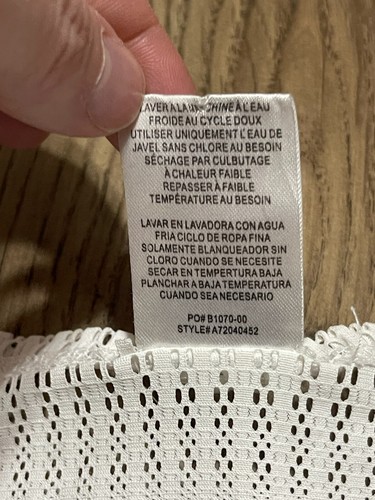 LAVER À LA MACHINE À L'EAU
FROIDE AU CYCLE DOUX
UTILISER UNIQUEMENT L'EAU DE
JAVEL SANS CHLORE AU BESOIN
SÉCHAGE PAR CULBUTAGE
À CHALEUR FAIBLE
REPASSER À FAIBLE
TEMPÉRATURE AU BESOIN
LAVAR EN LAVADORA CON AGUA
FRIA CICLO DE ROPA FINA
SOLAMENTE BLANQUEADOR SIN
CLORO CUANDO SE NECESITE
SECAR EN TEMPERTURA BAJA
PLANCHAR A BAJA TEMPERATURA
CUANDO SEA NECESARIO
PO# B1070-00
STYLE# A72040452